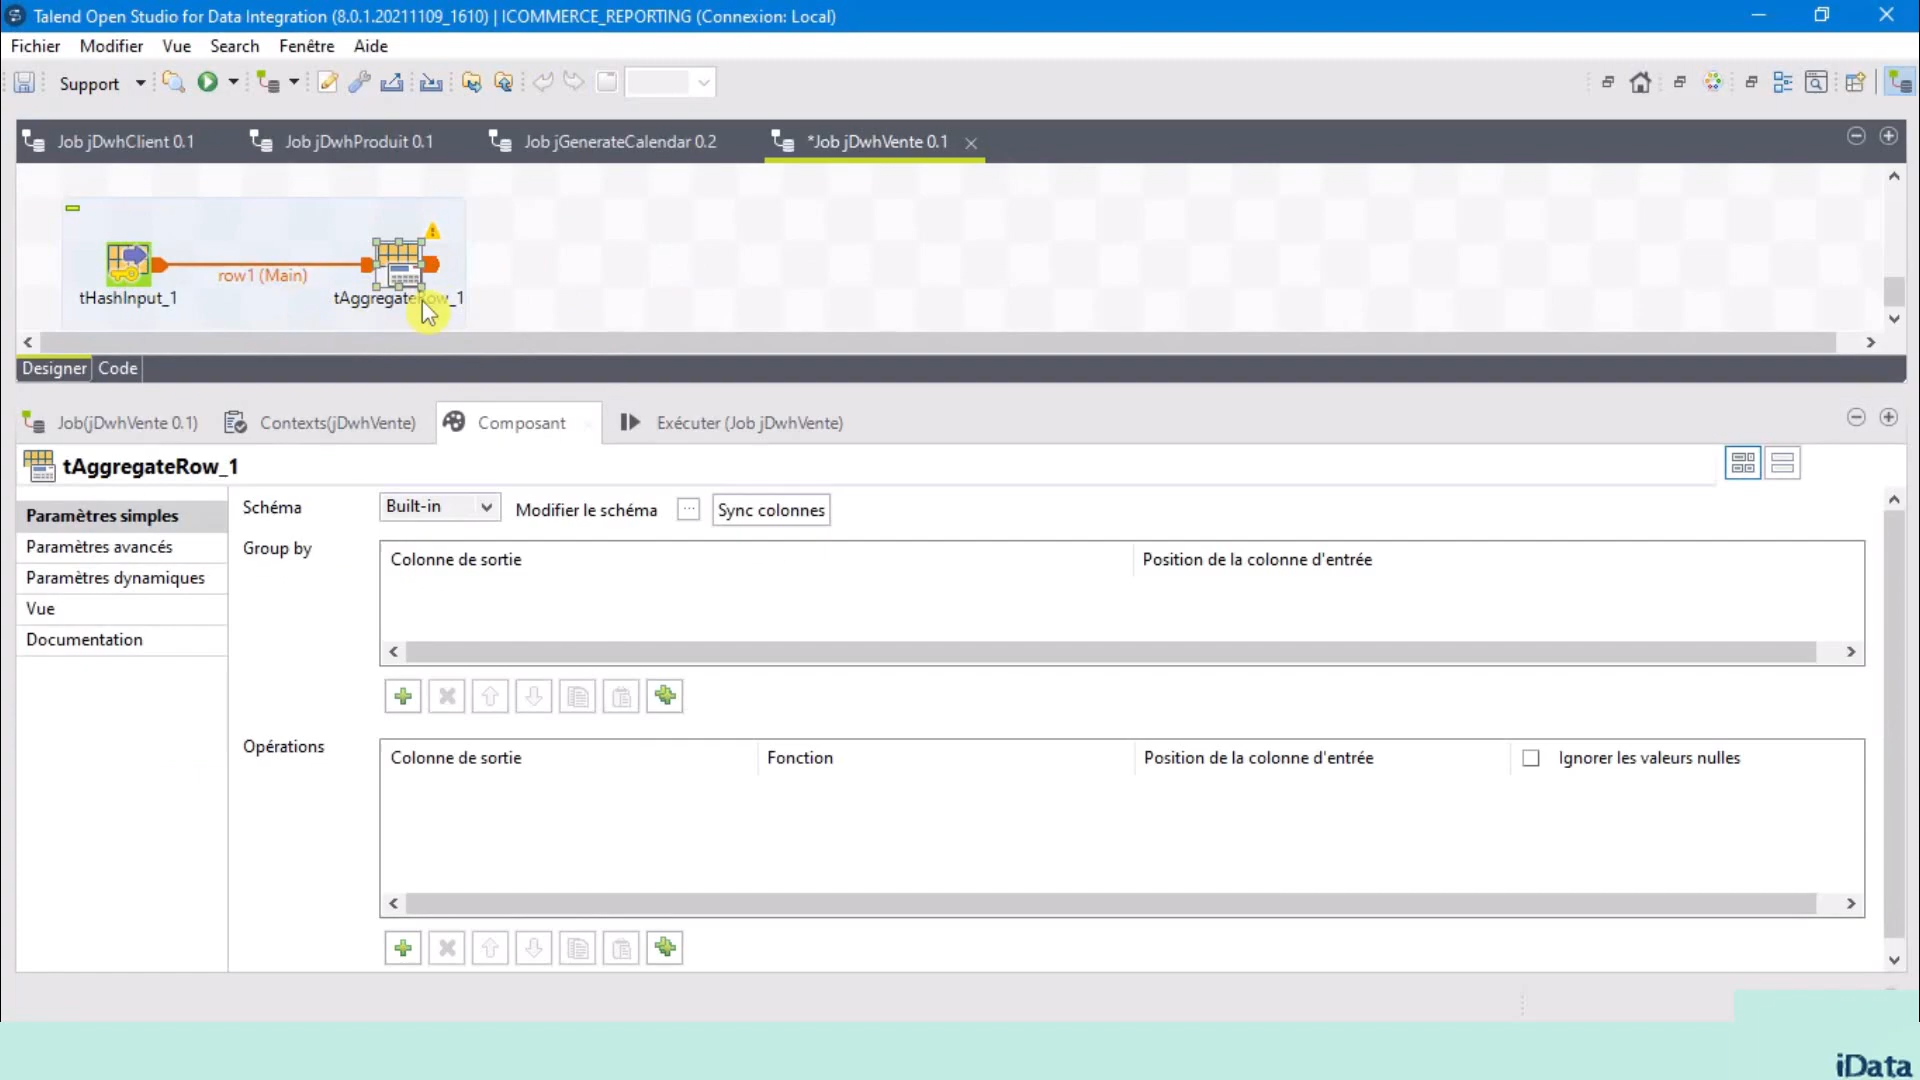 Talend Open Studio for Data Integration (8.0.1.20211109_1610) | ICOMMERCE_REPORTING (Connexion: Local)
Fichier Modifier Vue Search Fenêtre Aide
Support
Job jDwhClient 0.1 Job jDwhProduit 0.1 Job jGenerateCalendar 0.2 *Job jDwhVente 0.1
row1 (Main)
tHashInput_1 tAggregateRow_1
Designer Code
Job(jDwhVente 0.1) Contexts(jDwhVente) Composant Exécuter (Job jDwhVente)
tAggregateRow_1
Paramètres simples
Paramètres avancés
Paramètres dynamiques
Vue
Documentation
Schéma Built-in Modifier le schéma ... Sync colonnes
Group by
Colonne de sortie Position de la colonne d'entrée
Opérations
Colonne de sortie Fonction Position de la colonne d'entrée Ignorer les valeurs nulles
iData